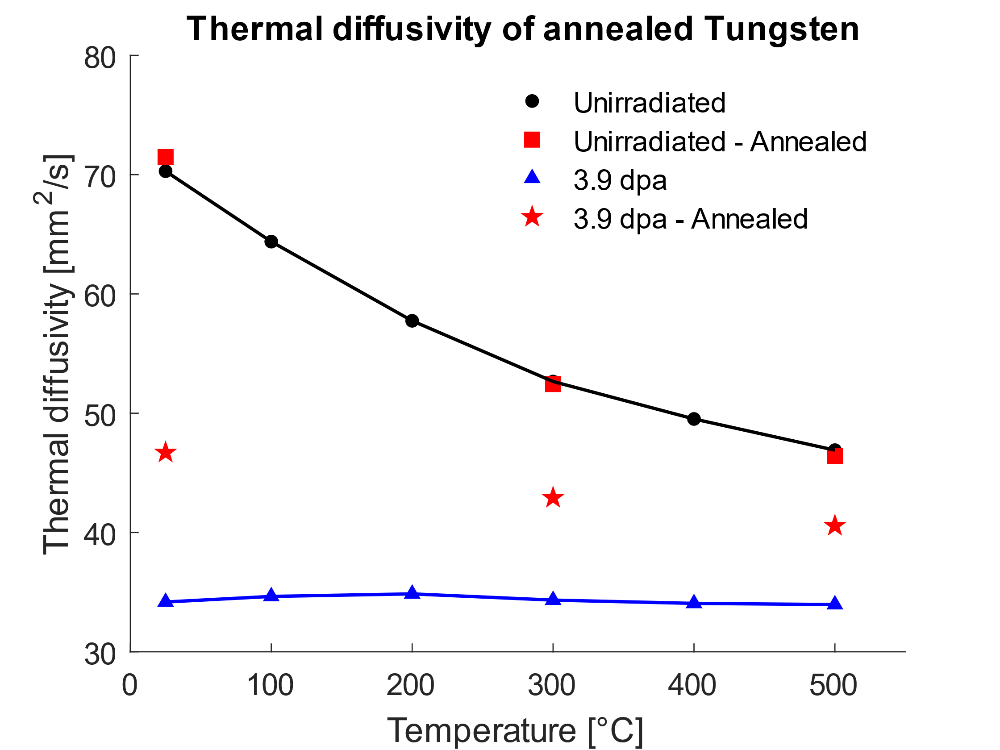 Thermal diffusivity of annealed Tungsten
80
70
60
50
40
30
Thermal diffusivity [mm²/s]
Unirradiated
Unirradiated - Annealed
3.9 dpa
3.9 dpa - Annealed
0 100 200 300 400 500
Temperature [°C]